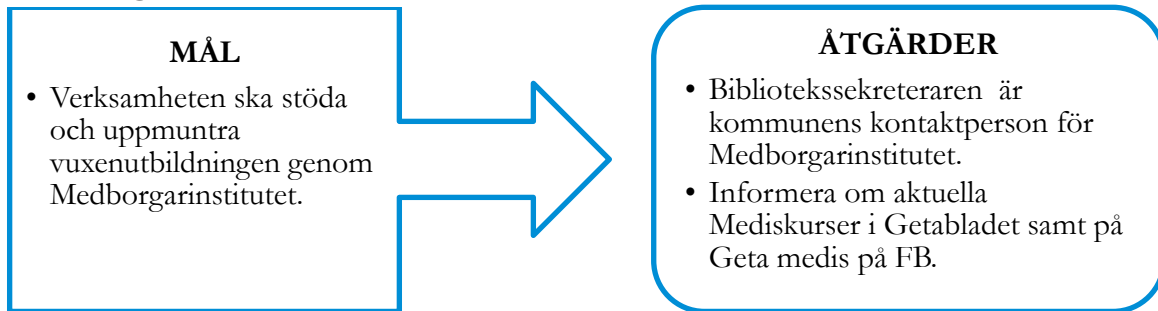 MÅL
• Verksamheten ska stöda
och uppmuntra
vuxenutbildningen genom
Medborgarinstitutet.
ÅTGÄRDER
• Bibliotekssekreteraren är
kommunens kontaktperson för
Medborgarinstitutet.
• Informera om aktuella
Mediskurser i Getabladet samt på
Geta medis på FB.